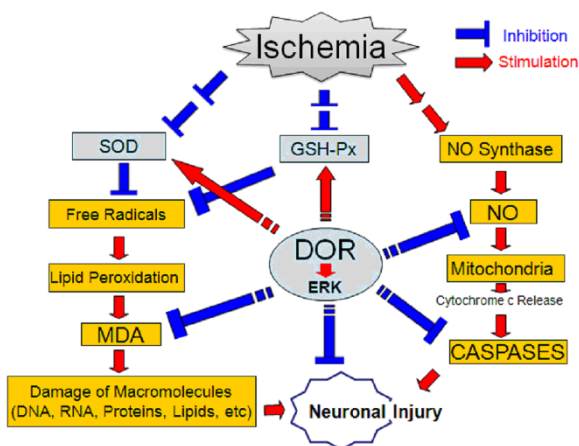 Ischemia
Inhibition
Stimulation
SOD
GSH-Px
NO Synthase
Free Radicals
NO
DOR
ERK
Lipid Peroxidation
Mitochondria
Cytochrome c Release
MDA
CASPASES
Damage of Macromolecules
(DNA, RNA, Proteins, Lipids, etc)
Neuronal Injury